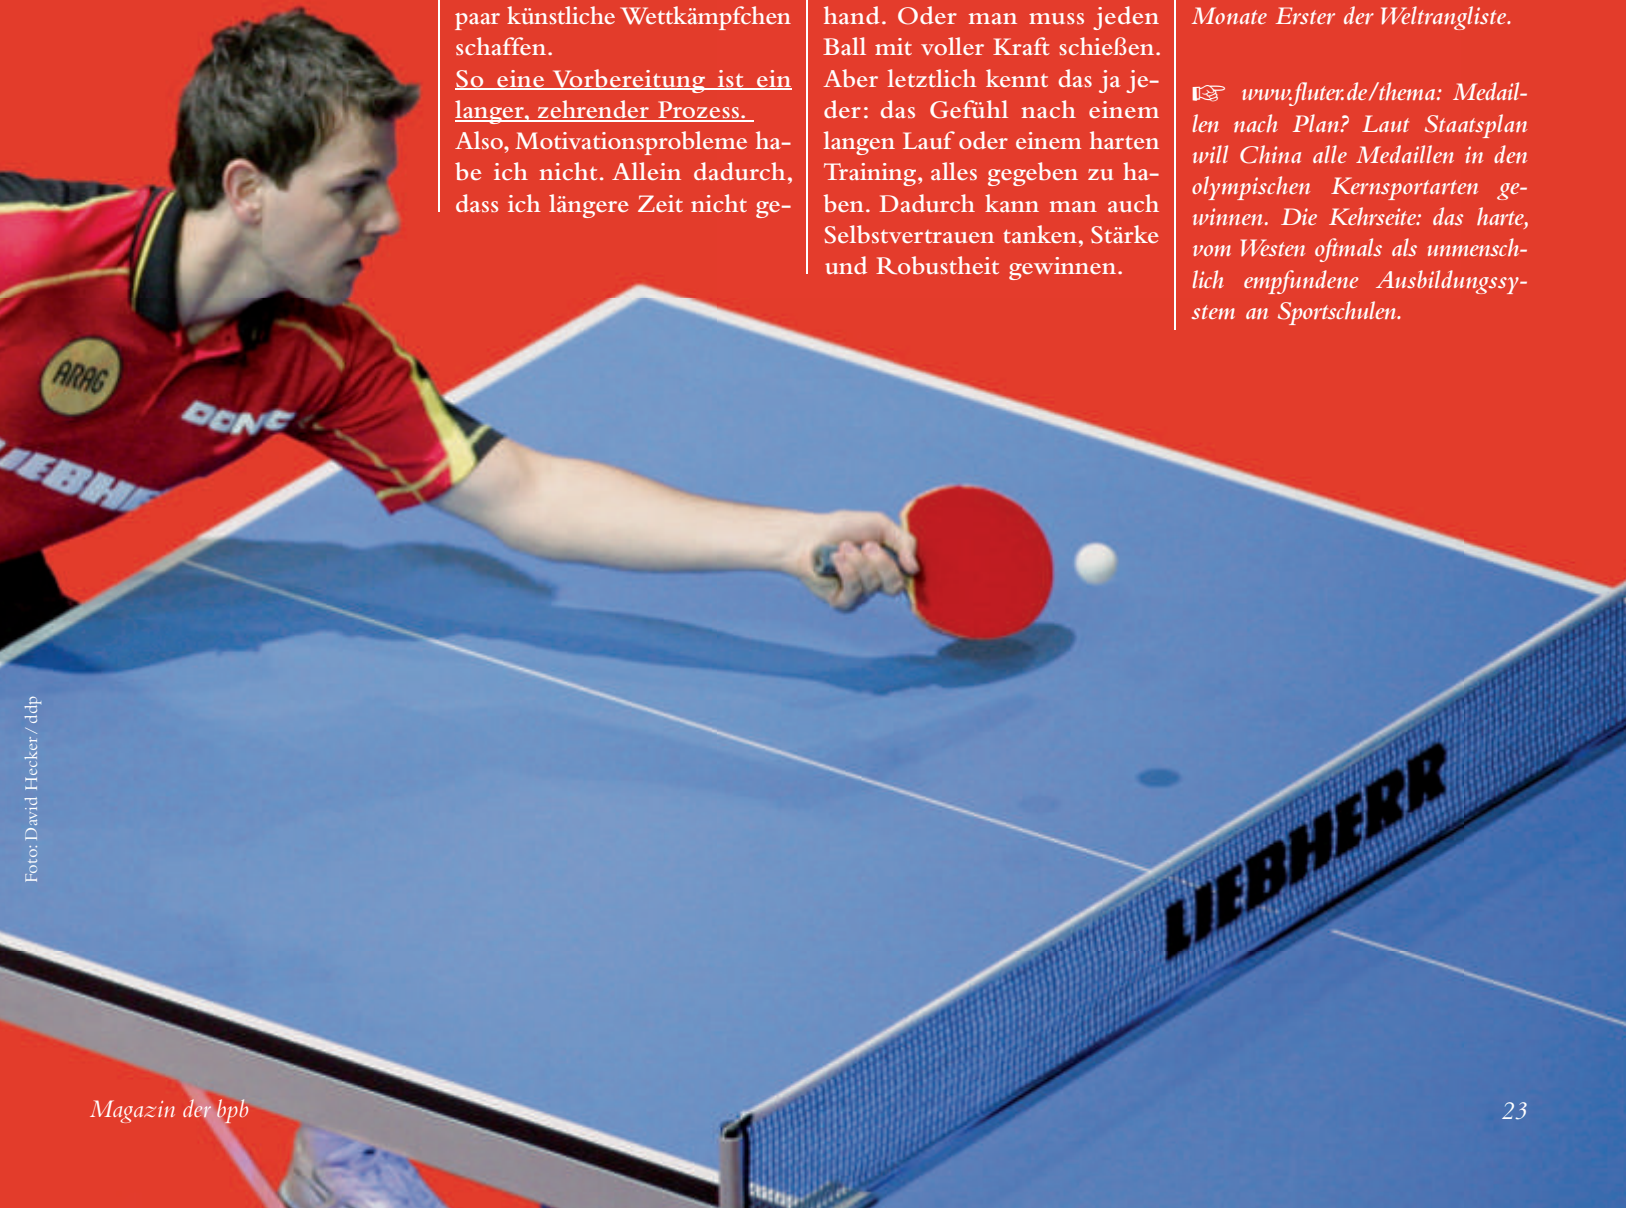 paar künstliche Wettkämpfchen
schaffen.
So eine Vorbereitung ist ein
langer, zehrender Prozess.
Also, Motivationsprobleme ha-
be ich nicht. Allein dadurch,
dass ich längere Zeit nicht ge-
hand. Oder man muss jeden
Ball mit voller Kraft schießen.
Aber letztlich kennt das ja je-
der: das Gefühl nach einem
langen Lauf oder einem harten
Training, alles gegeben zu ha-
ben. Dadurch kann man auch
Selbstvertrauen tanken, Stärke
und Robustheit gewinnen.
Monate Erster der Weltrangliste.
☞ www.fluter.de/thema: Medail-
len nach Plan? Laut Staatsplan
will China alle Medaillen in den
olympischen Kernsportarten ge-
winnen. Die Kehrseite: das harte,
vom Westen oftmals als unmensch-
lich empfundene Ausbildungssy-
stem an Sportschulen.
ARAG
DONIC
LIEBHE
LIEBHERR
Foto: David Hecker / ddp
Magazin der bpb
23